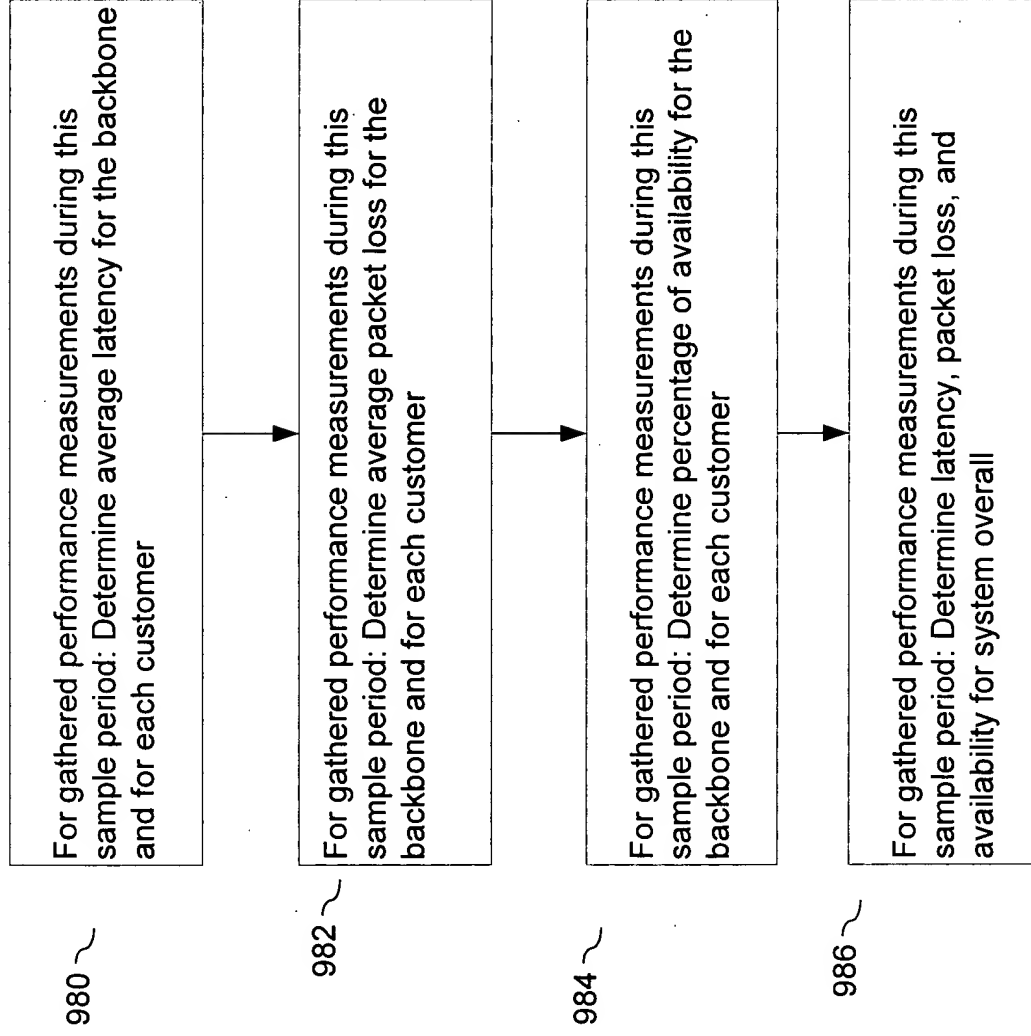 980
For gathered performance measurements during this
sample period: Determine average latency for the backbone
and for each customer
982
For gathered performance measurements during this
sample period: Determine average packet loss for the
backbone and for each customer
984
For gathered performance measurements during this
sample period: Determine percentage of availability for the
backbone and for each customer
986
For gathered performance measurements during this
sample period: Determine latency, packet loss, and
availability for system overall